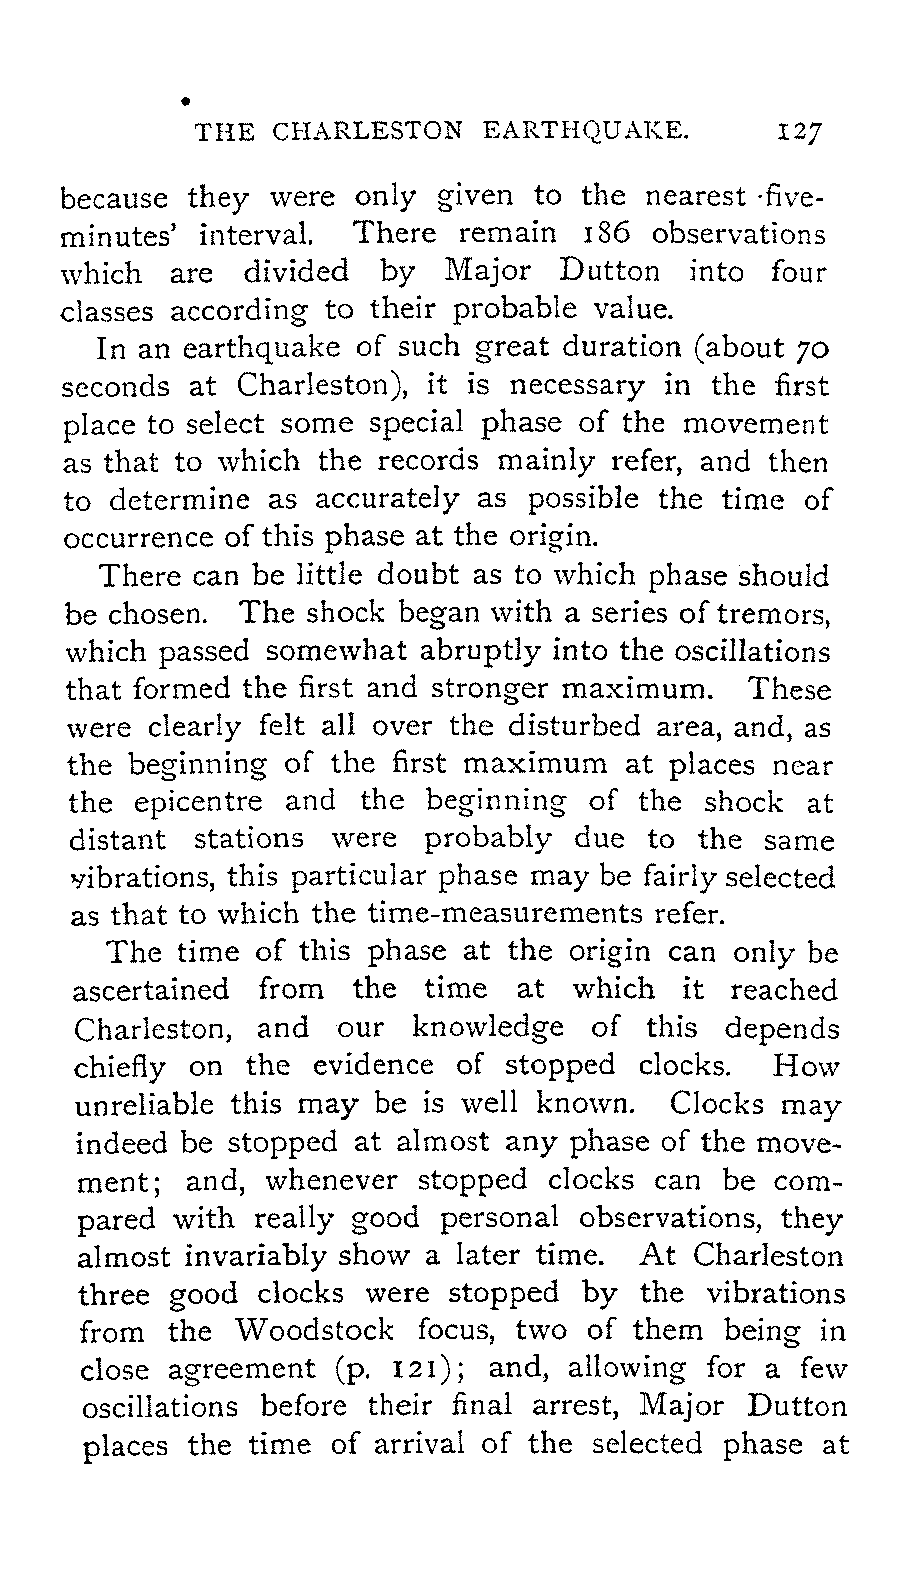 THE CHARLESTON EARTHQUAKE. 127
because they were only given to the nearest five-
minutes' interval. There remain 186 observations
which are divided by Major Dutton into four
classes according to their probable value.
In an earthquake of such great duration (about 70
seconds at Charleston), it is necessary in the first
place to select some special phase of the movement
as that to which the records mainly refer, and then
to determine as accurately as possible the time of
occurrence of this phase at the origin.
There can be little doubt as to which phase should
be chosen. The shock began with a series of tremors,
which passed somewhat abruptly into the oscillations
that formed the first and stronger maximum. These
were clearly felt all over the disturbed area, and, as
the beginning of the first maximum at places near
the epicentre and the beginning of the shock at
distant stations were probably due to the same
vibrations, this particular phase may be fairly selected
as that to which the time-measurements refer.
The time of this phase at the origin can only be
ascertained from the time at which it reached
Charleston, and our knowledge of this depends
chiefly on the evidence of stopped clocks. How
unreliable this may be is well known. Clocks may
indeed be stopped at almost any phase of the move-
ment; and, whenever stopped clocks can be com-
pared with really good personal observations, they
almost invariably show a later time. At Charleston
three good clocks were stopped by the vibrations
from the Woodstock focus, two of them being in
close agreement (p. 121); and, allowing for a few
oscillations before their final arrest, Major Dutton
places the time of arrival of the selected phase at